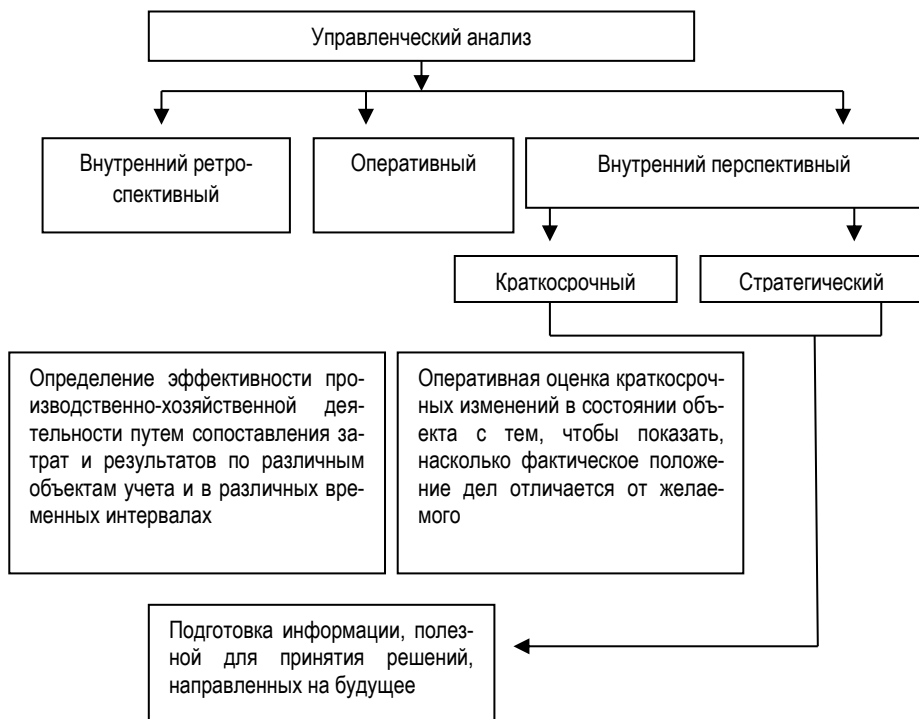 Управленческий анализ
Внутренний ретро-
спективный
Оперативный
Внутренний перспективный
Краткосрочный
Стратегический
Определение эффективности про-
изводственно-хозяйственной дея-
тельности путем сопоставления за-
трат и результатов по различным
объектам учета и в различных вре-
менных интервалах
Оперативная оценка краткосроч-
ных изменений в состоянии объ-
екта с тем, чтобы показать,
насколько фактическое положе-
ние дел отличается от желае-
мого
Подготовка информации, полез-
ной для принятия решений,
направленных на будущее